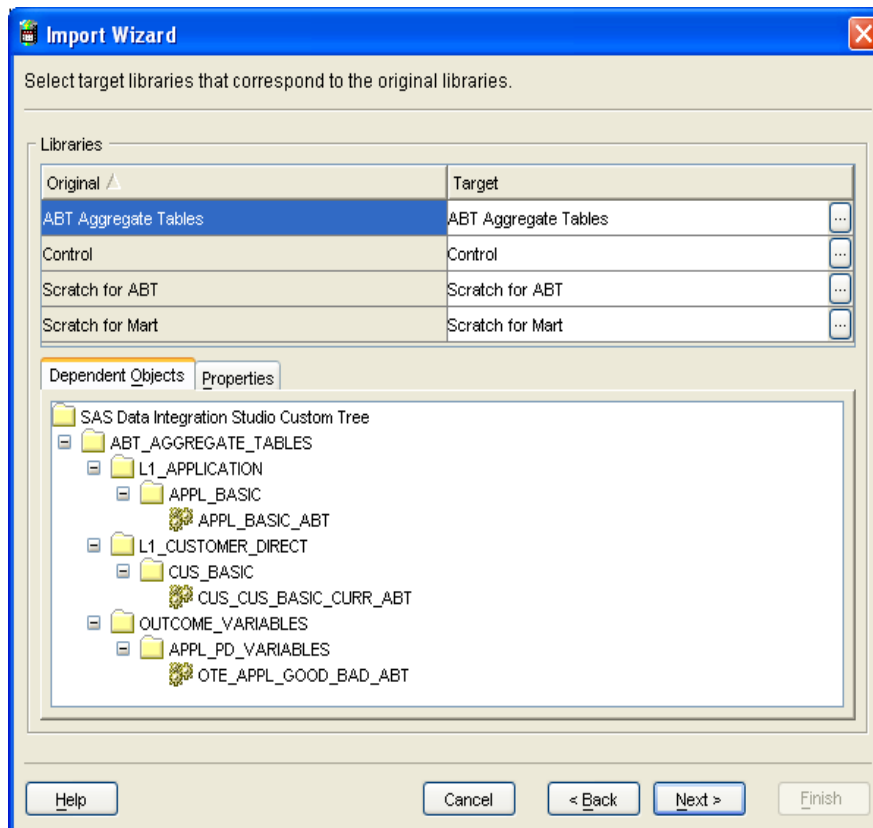 Import Wizard
Select target libraries that correspond to the original libraries.
Libraries
Original Target
ABT Aggregate Tables ABT Aggregate Tables ...
Control Control ...
Scratch for ABT Scratch for ABT ...
Scratch for Mart Scratch for Mart ...
Dependent Objects Properties
SAS Data Integration Studio Custom Tree
ABT_AGGREGATE_TABLES
L1_APPLICATION
APPL_BASIC
APPL_BASIC_ABT
L1_CUSTOMER_DIRECT
CUS_BASIC
CUS_CUS_BASIC_CURR_ABT
OUTCOME_VARIABLES
APPL_PD_VARIABLES
OTE_APPL_GOOD_BAD_ABT
Help Cancel < Back Next > Finish